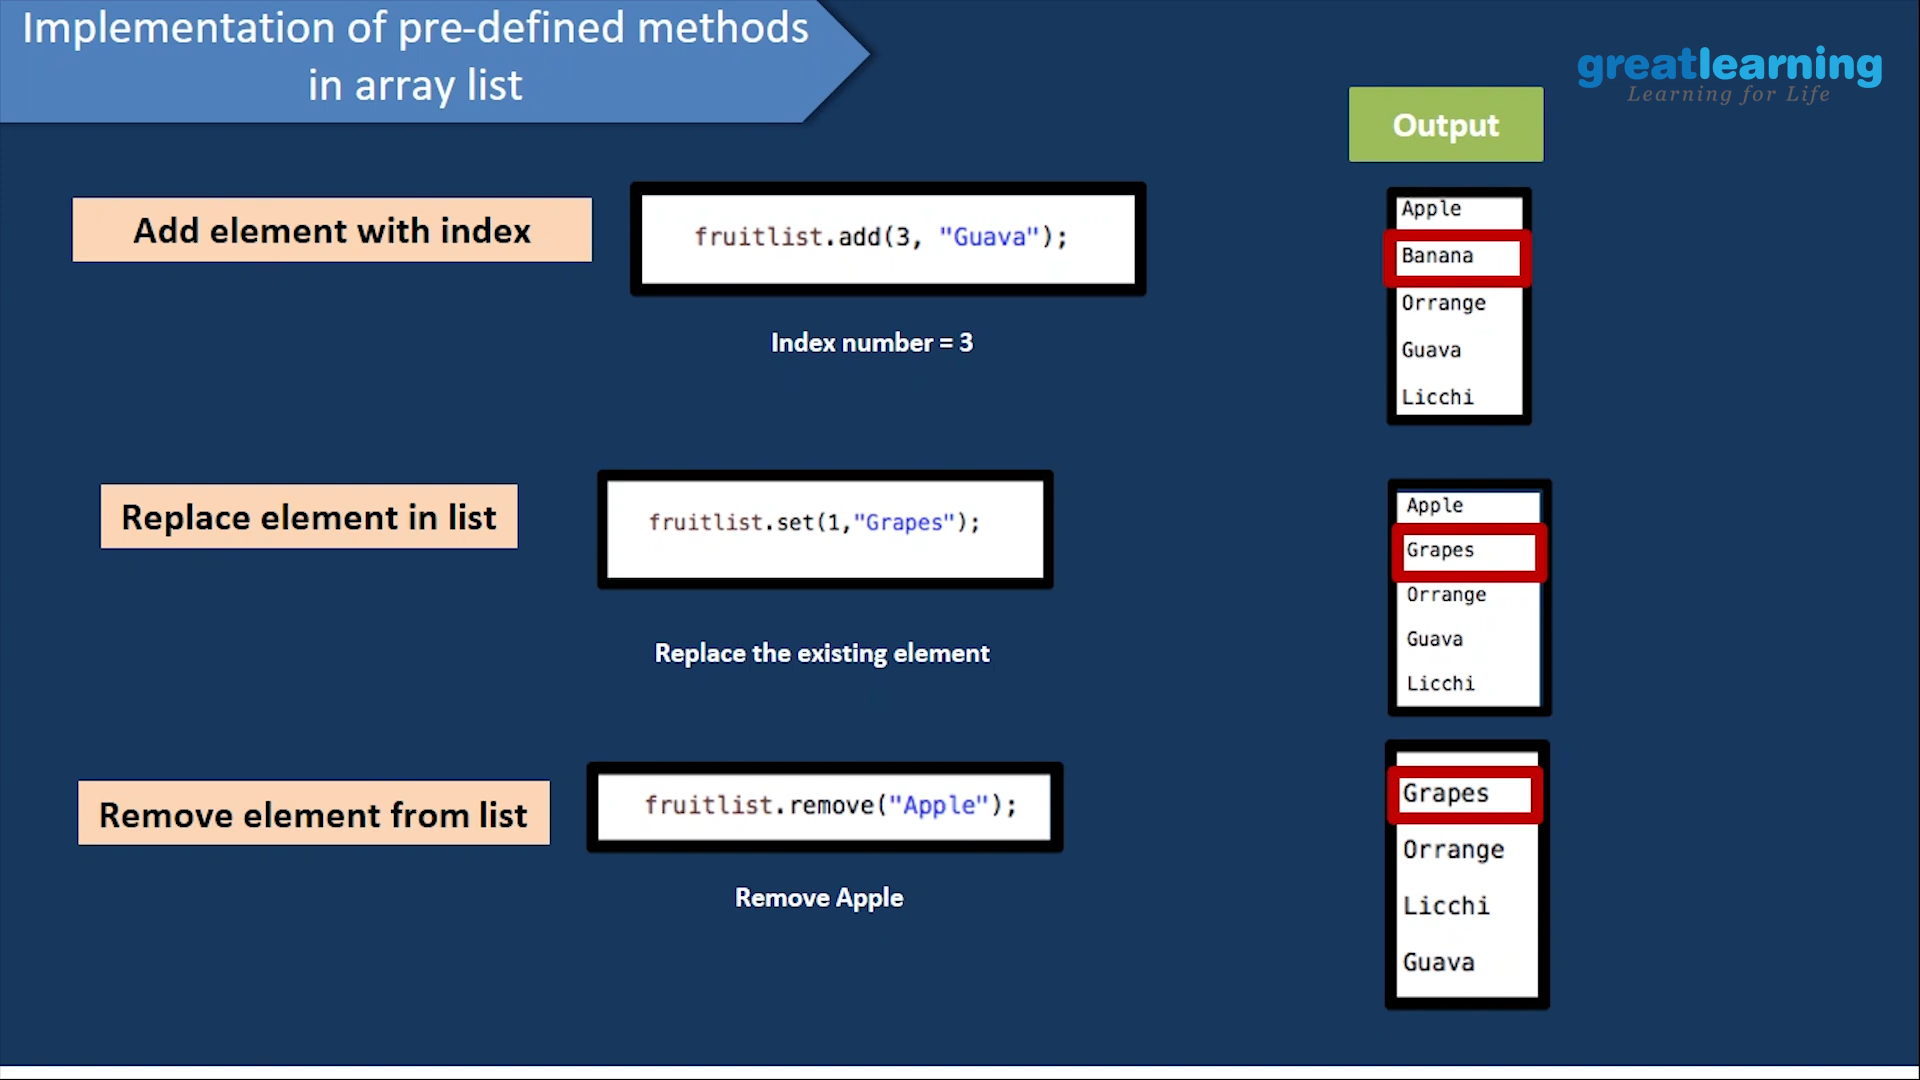 Implementation of pre-defined methods
in array list
greatlearning
Learning for Life
Output
Add element with index
fruitlist.add(3, "Guava");
Index number = 3
Apple
Banana
Orrange
Guava
Licchi
Replace element in list
fruitlist.set(1,"Grapes");
Replace the existing element
Apple
Grapes
Orrange
Guava
Licchi
Remove element from list
fruitlist.remove("Apple");
Remove Apple
Grapes
Orrange
Licchi
Guava